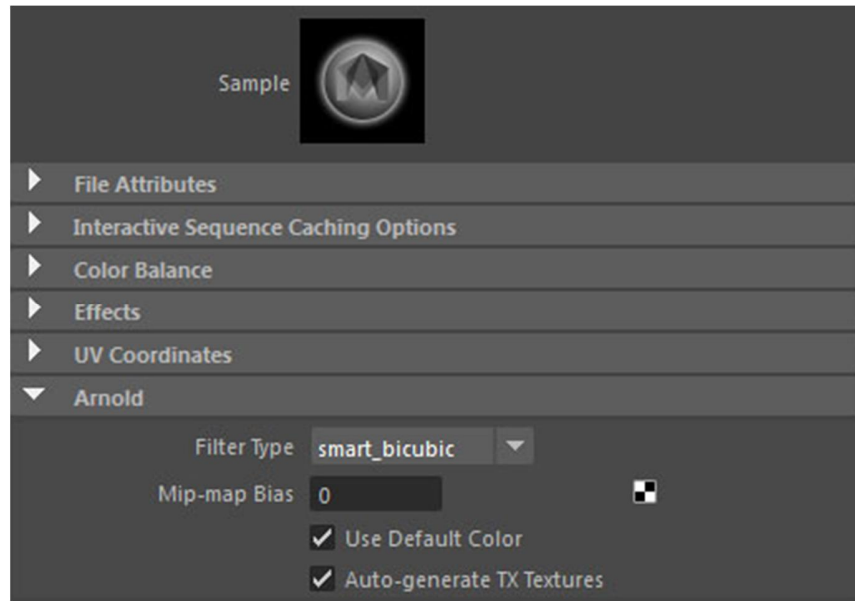 Sample
File Attributes
Interactive Sequence Caching Options
Color Balance
Effects
UV Coordinates
Arnold
Filter Type smart_bicubic
Mip-map Bias 0
Use Default Color
Auto-generate TX Textures